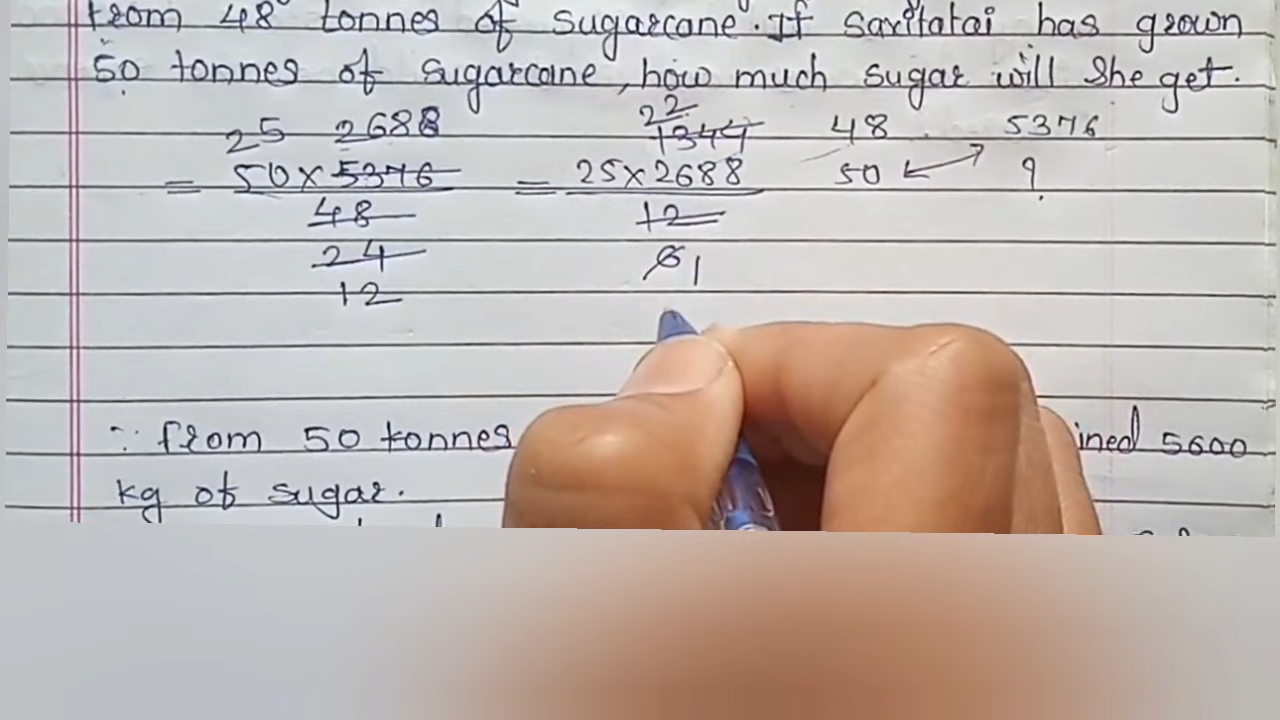 from 48 tonnes of sugarcane. If Saritatai has grown
50 tonnes of sugarcane, how much sugar will she get.
25 2688 22 1344 48 5376
= 50 × 5376 = 25 × 2688 50 ?
48 12
24 6 1
12
∵ from 50 tonnes 5600
kg of sugar.